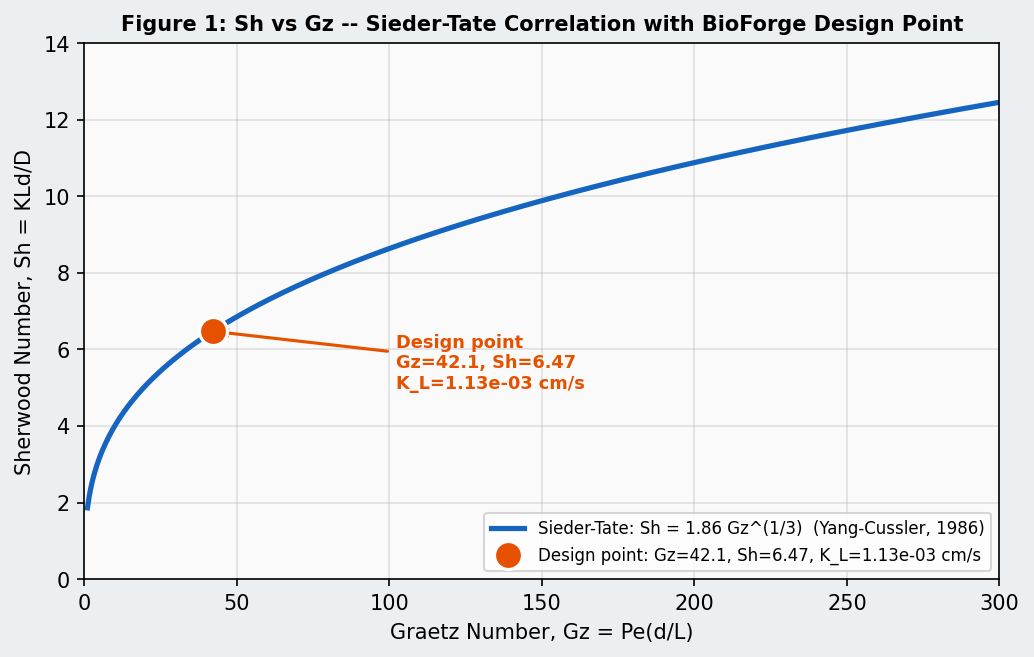 Figure 1: Sh vs Gz -- Sieder-Tate Correlation with BioForge Design Point
Sherwood Number, Sh = KLd/D
14
12
10
8
6
4
2
0
Design point
Gz=42.1, Sh=6.47
K_L=1.13e-03 cm/s
Sieder-Tate: Sh = 1.86 Gz^(1/3)  (Yang-Cussler, 1986)
Design point: Gz=42.1, Sh=6.47, K_L=1.13e-03 cm/s
0 50 100 150 200 250 300
Graetz Number, Gz = Pe(d/L)